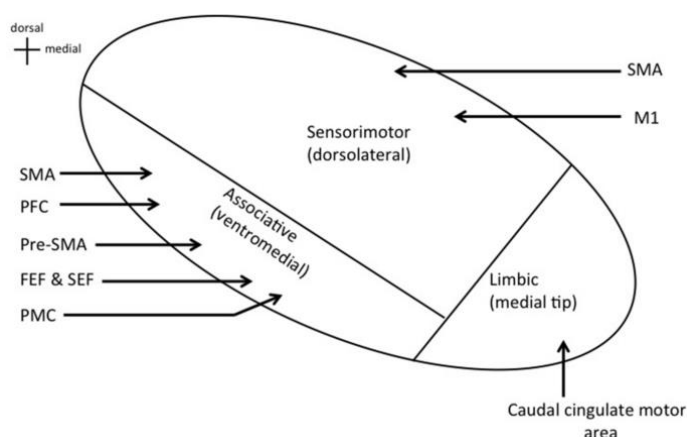 dorsal
medial
SMA
M1
Sensorimotor
(dorsolateral)
SMA
PFC
Pre-SMA
FEF & SEF
PMC
Associative
(ventromedial)
Limbic
(medial tip)
Caudal cingulate motor
area